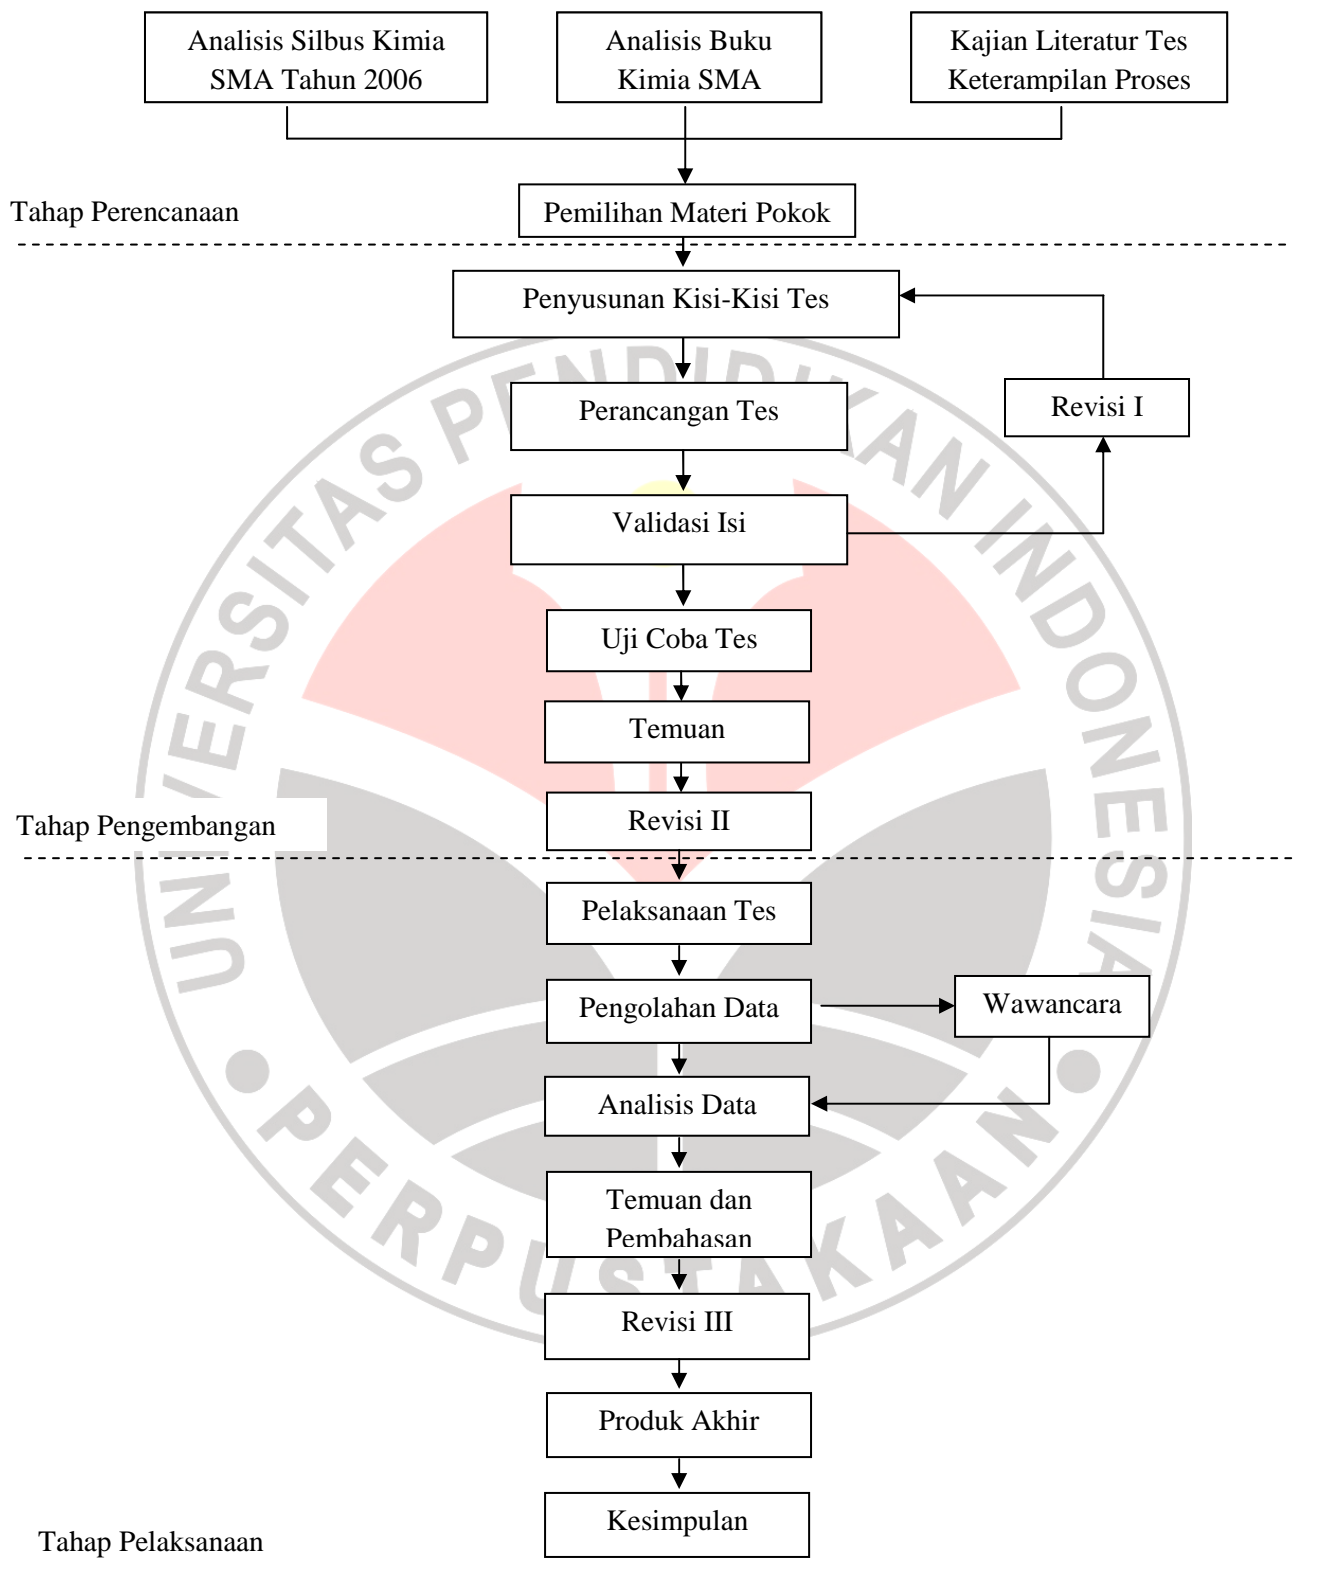 Analisis Silbus Kimia
SMA Tahun 2006
Analisis Buku
Kimia SMA
Kajian Literatur Tes
Keterampilan Proses
Pemilihan Materi Pokok
Tahap Perencanaan
Penyusunan Kisi-Kisi Tes
Perancangan Tes
Revisi I
Validasi Isi
Uji Coba Tes
Temuan
Revisi II
Tahap Pengembangan
Pelaksanaan Tes
Pengolahan Data
Wawancara
Analisis Data
Temuan dan
Pembahasan
Revisi III
Produk Akhir
Kesimpulan
Tahap Pelaksanaan
UNIVERSITAS PENDIDIKAN INDONESIA
PERPUSTAKAAN